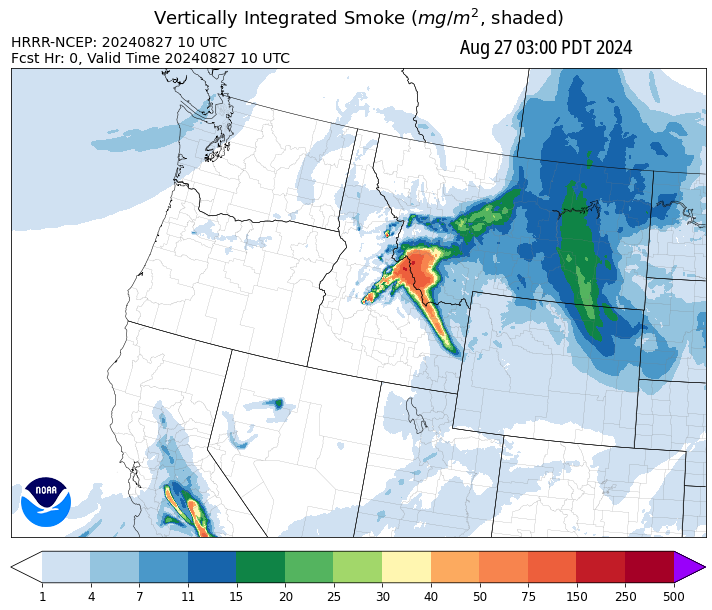 Vertically Integrated Smoke (mg/m², shaded)
HRRR-NCEP: 20240827 10 UTC
Aug 27 03:00 PDT 2024
Fcst Hr: 0, Valid Time 20240827 10 UTC
NOAA
1 4 7 11 15 20 25 30 40 50 75 150 250 500